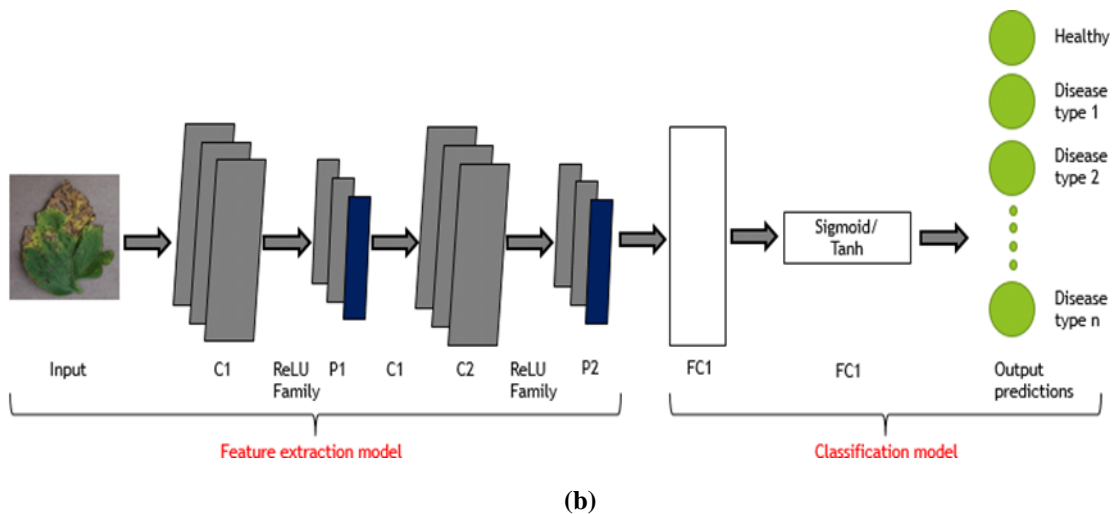 Healthy
Disease
type 1
Disease
type 2
Sigmoid/
Tanh
Disease
type n
Input
C1
ReLU
Family
P1
C1
C2
ReLU
Family
P2
FC1
FC1
Output
predictions
Feature extraction model
Classification model
(b)